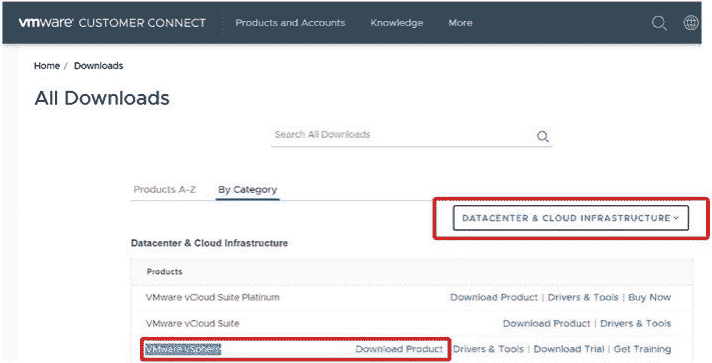 vmware® CUSTOMER CONNECT Products and Accounts Knowledge More
Home / Downloads
All Downloads
Search All Downloads
Products A-Z By Category
DATACENTER & CLOUD INFRASTRUCTURE
Datacenter & Cloud Infrastructure
Products
VMware vCloud Suite Platinum Download Product | Drivers & Tools | Buy Now
VMware vCloud Suite Download Product | Drivers & Tools
VMware vSphere Download Product | Drivers & Tools | Download Trial | Get Training